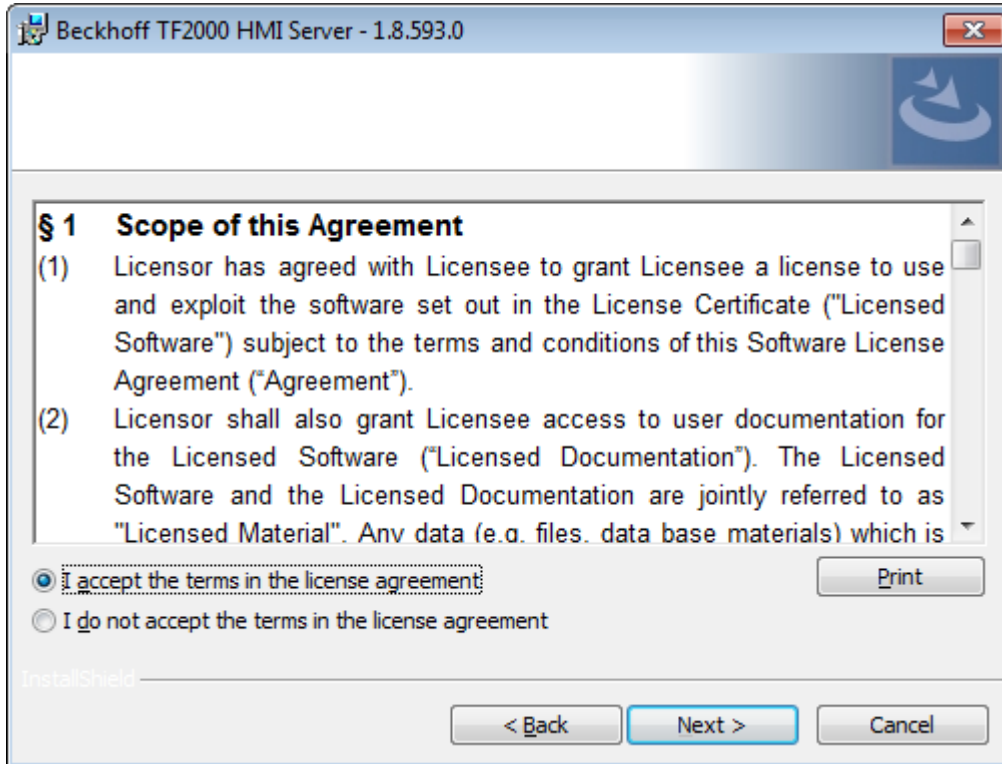 Beckhoff TF2000 HMI Server - 1.8.593.0
§ 1 Scope of this Agreement
(1) Licensor has agreed with Licensee to grant Licensee a license to use
and exploit the software set out in the License Certificate ("Licensed
Software") subject to the terms and conditions of this Software License
Agreement (“Agreement”).
(2) Licensor shall also grant Licensee access to user documentation for
the Licensed Software (“Licensed Documentation”). The Licensed
Software and the Licensed Documentation are jointly referred to as
"Licensed Material". Any data (e.g. files, data base materials) which is
I accept the terms in the license agreement
Print
I do not accept the terms in the license agreement
InstallShield
< Back Next > Cancel